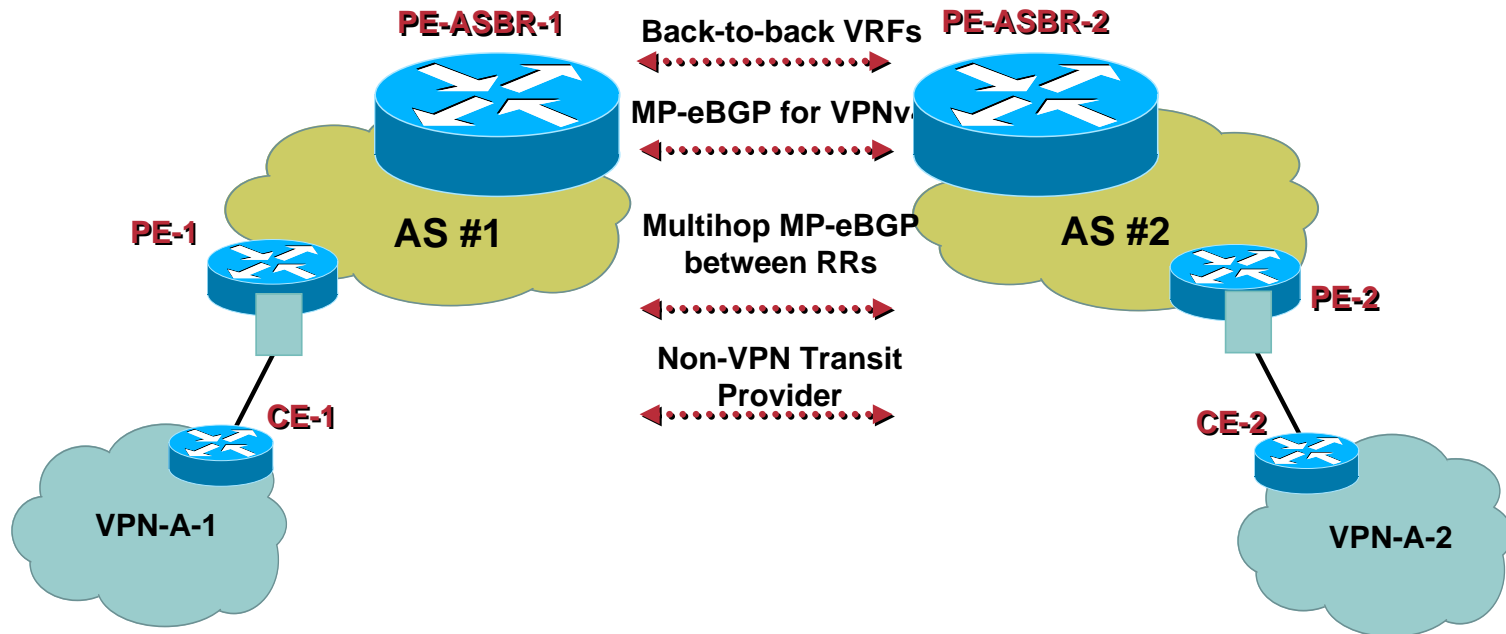 PE-ASBR-1
Back-to-back VRFs
PE-ASBR-2
MP-eBGP for VPNv
AS #1
AS #2
PE-1
Multihop MP-eBGP
between RRs
PE-2
Non-VPN Transit
Provider
CE-1
CE-2
VPN-A-1
VPN-A-2